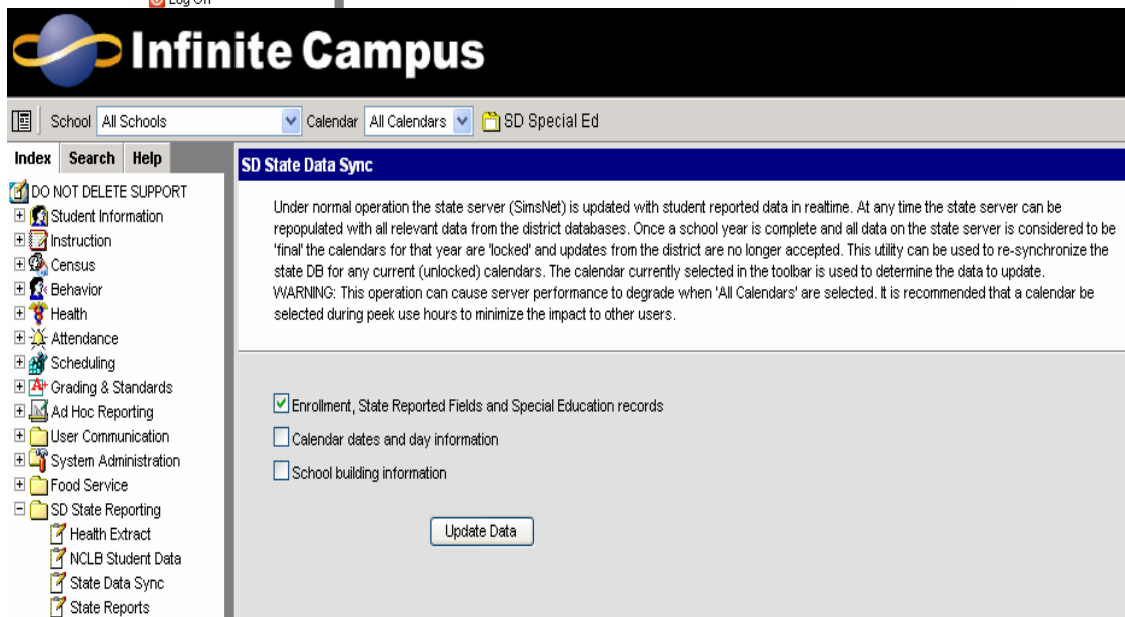 Log Off
Infinite Campus
School All Schools Calendar All Calendars SD Special Ed
Index Search Help
SD State Data Sync
DO NOT DELETE SUPPORT
Student Information
Instruction
Census
Behavior
Health
Attendance
Scheduling
Grading & Standards
Ad Hoc Reporting
User Communication
System Administration
Food Service
SD State Reporting
Health Extract
NCLB Student Data
State Data Sync
State Reports
Under normal operation the state server (SimsNet) is updated with student reported data in realtime. At any time the state server can be
repopulated with all relevant data from the district databases. Once a school year is complete and all data on the state server is considered to be
'final' the calendars for that year are 'locked' and updates from the district are no longer accepted. This utility can be used to re-synchronize the
state DB for any current (unlocked) calendars. The calendar currently selected in the toolbar is used to determine the data to update.
WARNING: This operation can cause server performance to degrade when 'All Calendars' are selected. It is recommended that a calendar be
selected during peek use hours to minimize the impact to other users.
Enrollment, State Reported Fields and Special Education records
Calendar dates and day information
School building information
Update Data